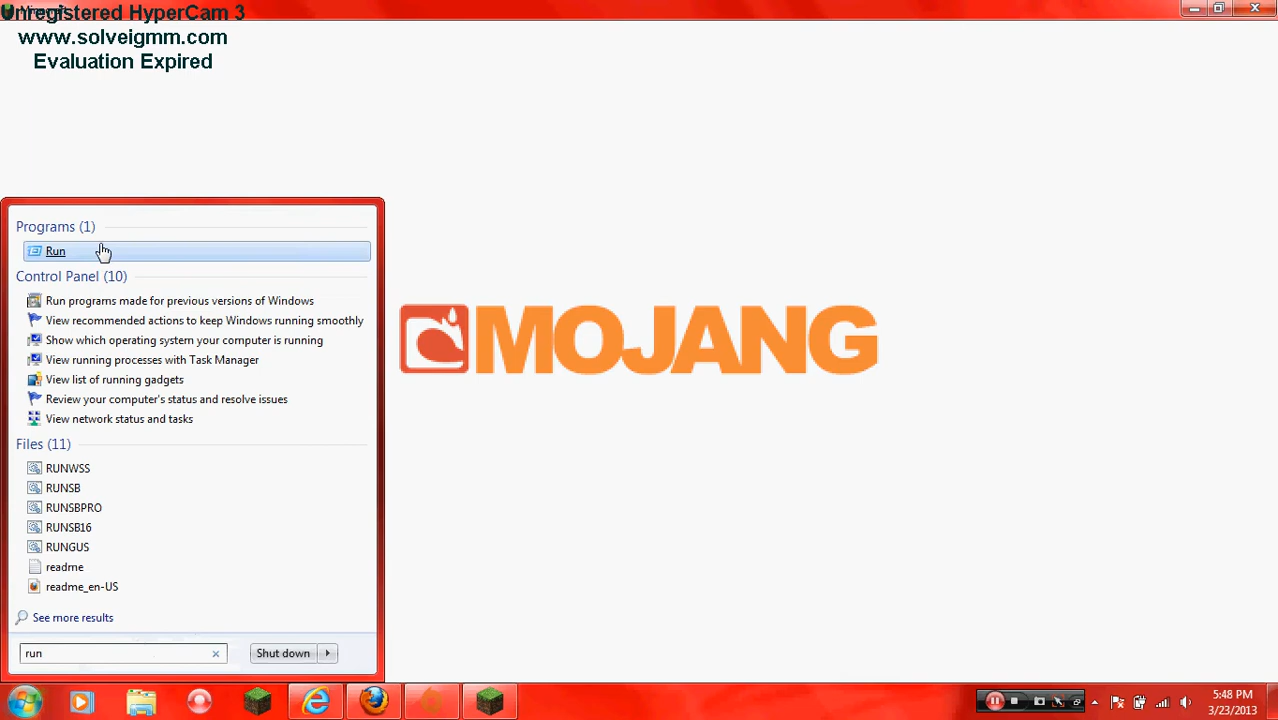 Unregistered HyperCam 3
www.solveigmm.com
Evaluation Expired
Programs (1)
Run
Control Panel (10)
Run programs made for previous versions of Windows
View recommended actions to keep Windows running smoothly
Show which operating system your computer is running
View running processes with Task Manager
View list of running gadgets
Review your computer's status and resolve issues
View network status and tasks
Files (11)
RUNWSS
RUNSB
RUNSBPRO
RUNSB16
RUNGUS
readme
readme_en-US
See more results
run
Shut down
MOJANG
5:48 PM
3/23/2013